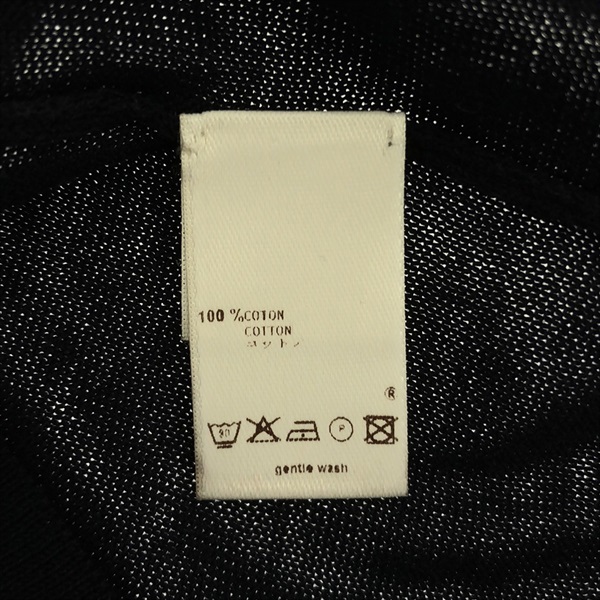 100 % COTON
COTTON
コットン
®
P
gentle wash